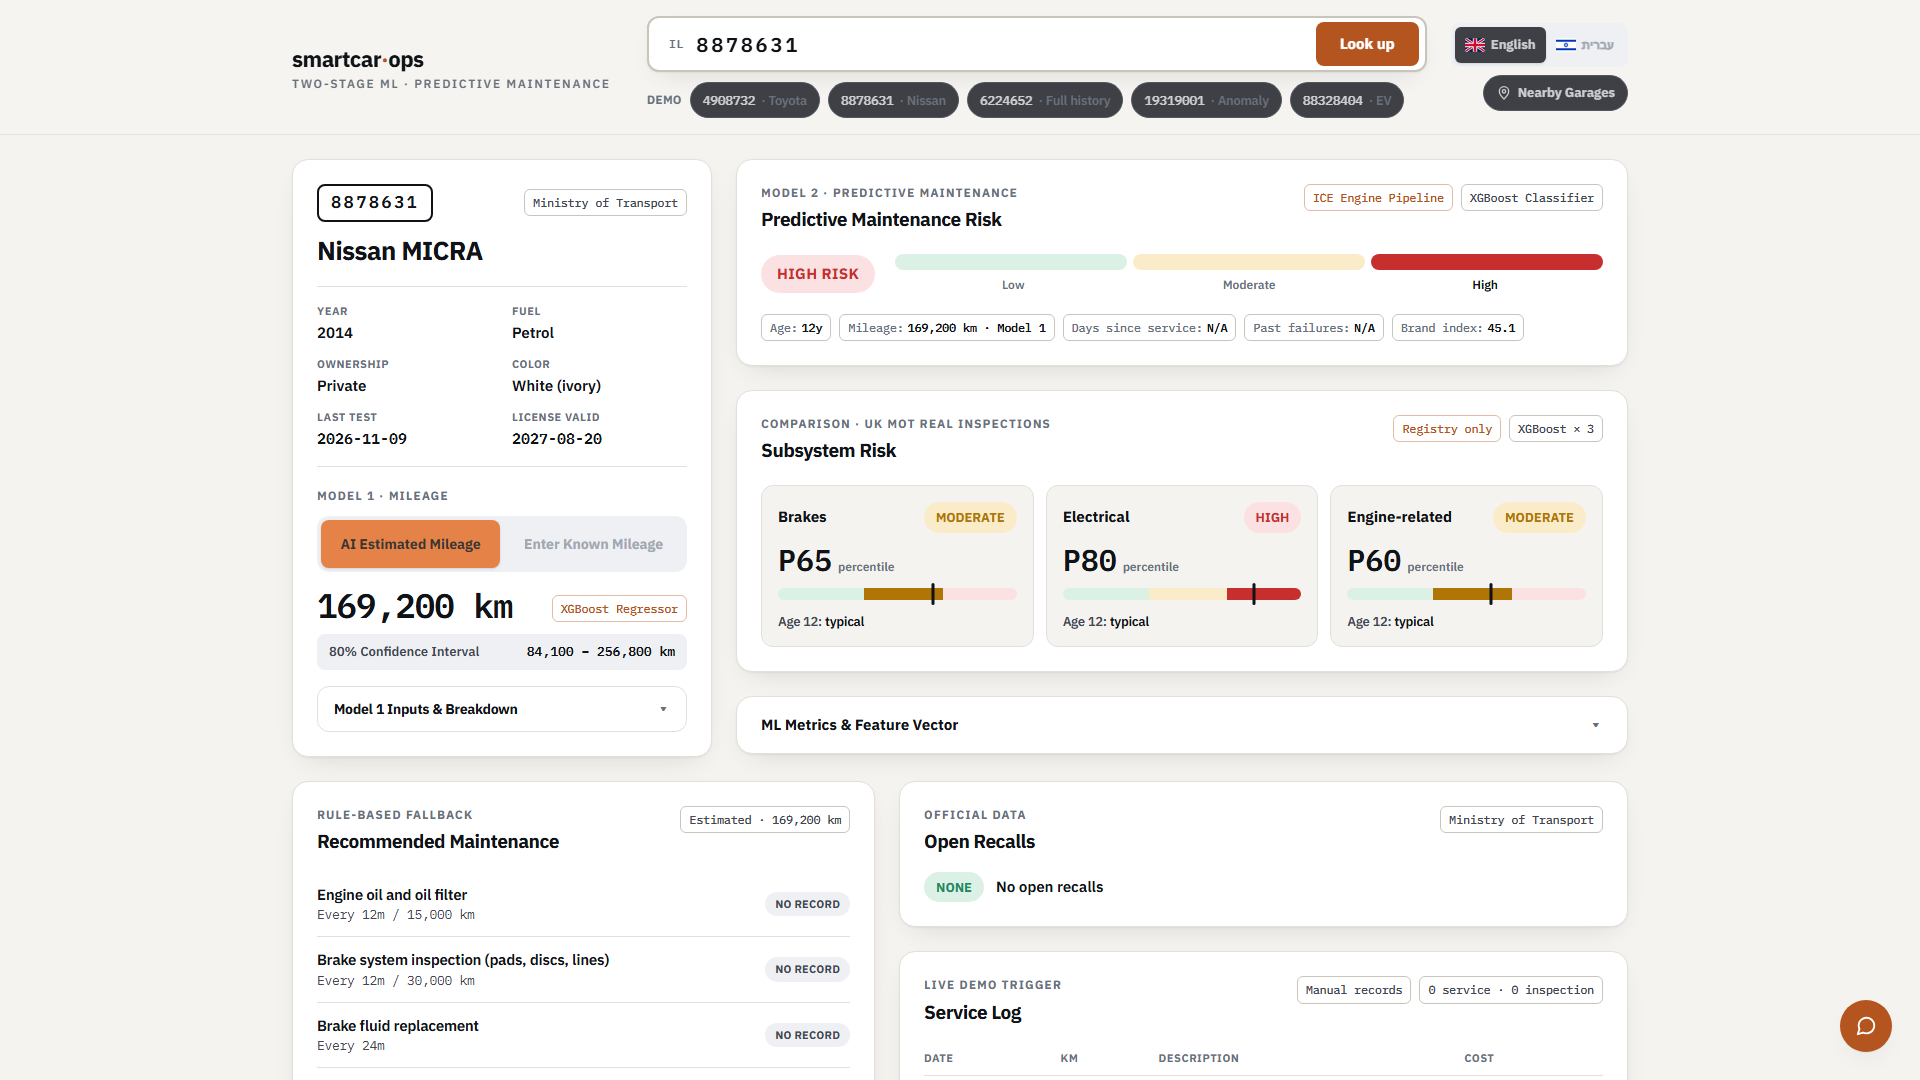 smartcar·ops
TWO-STAGE ML · PREDICTIVE MAINTENANCE
IL 8878631
Look up
English
עברית
DEMO
4908732 · Toyota
8878631 · Nissan
6224652 · Full history
19319001 · Anomaly
88328404 · EV
Nearby Garages
8878631
Ministry of Transport
Nissan MICRA
YEAR
2014
FUEL
Petrol
OWNERSHIP
Private
COLOR
White (ivory)
LAST TEST
2026-11-09
LICENSE VALID
2027-08-20
MODEL 1 · MILEAGE
AI Estimated Mileage
Enter Known Mileage
169,200 km
XGBoost Regressor
80% Confidence Interval
84,100 – 256,800 km
Model 1 Inputs & Breakdown
MODEL 2 · PREDICTIVE MAINTENANCE
Predictive Maintenance Risk
ICE Engine Pipeline
XGBoost Classifier
HIGH RISK
Low
Moderate
High
Age: 12y
Mileage: 169,200 km · Model 1
Days since service: N/A
Past failures: N/A
Brand index: 45.1
COMPARISON · UK MOT REAL INSPECTIONS
Subsystem Risk
Registry only
XGBoost × 3
Brakes
MODERATE
P65 percentile
Age 12: typical
Electrical
HIGH
P80 percentile
Age 12: typical
Engine-related
MODERATE
P60 percentile
Age 12: typical
ML Metrics & Feature Vector
RULE-BASED FALLBACK
Recommended Maintenance
Estimated · 169,200 km
Engine oil and oil filter
Every 12m / 15,000 km
NO RECORD
Brake system inspection (pads, discs, lines)
Every 12m / 30,000 km
NO RECORD
Brake fluid replacement
Every 24m
NO RECORD
OFFICIAL DATA
Open Recalls
Ministry of Transport
NONE
No open recalls
LIVE DEMO TRIGGER
Service Log
Manual records
0 service · 0 inspection
DATE
KM
DESCRIPTION
COST